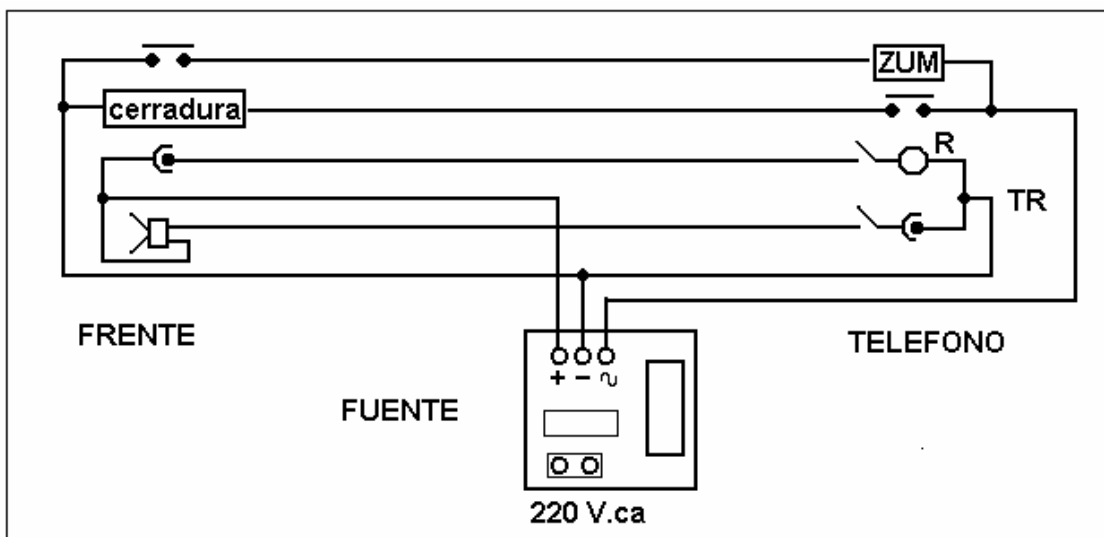 ZUM
cerradura
R
TR
FRENTE
TELEFONO
+ - ~
FUENTE
220 V.ca